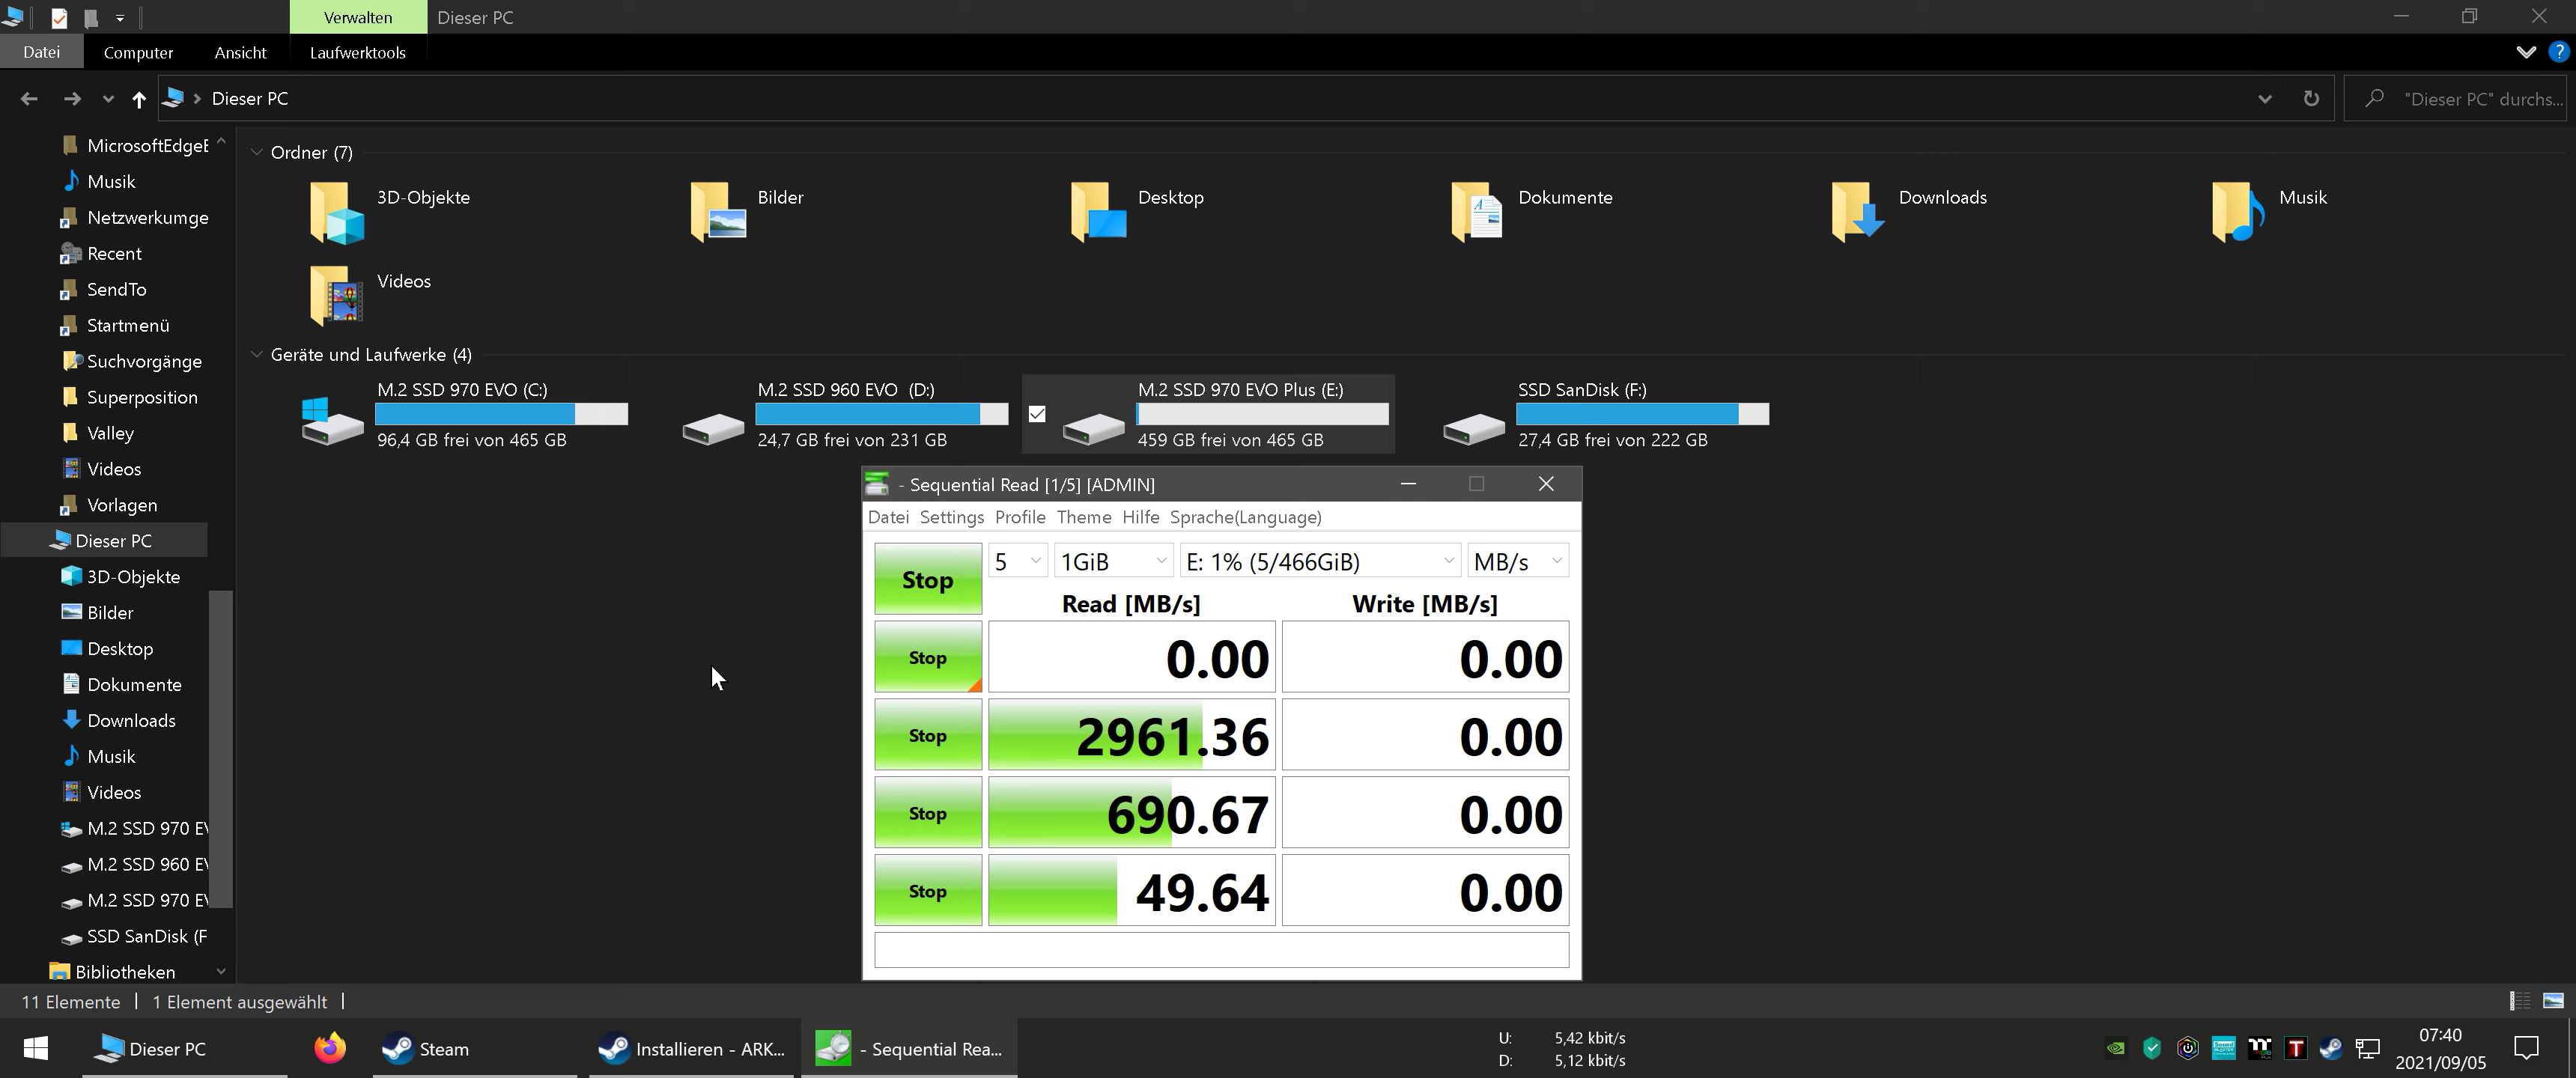 Verwalten
Dieser PC
Datei
Computer
Ansicht
Laufwerktools
Dieser PC
"Dieser PC" durchs...
MicrosoftEdgeE
Musik
Netzwerkumge
Recent
SendTo
Startmenü
Suchvorgänge
Superposition
Valley
Videos
Vorlagen
Dieser PC
3D-Objekte
Bilder
Desktop
Dokumente
Downloads
Musik
Videos
M.2 SSD 970 EV
M.2 SSD 960 EV
M.2 SSD 970 EV
SSD SanDisk (F
Bibliotheken
Ordner (7)
3D-Objekte
Bilder
Desktop
Dokumente
Downloads
Musik
Videos
Geräte und Laufwerke (4)
M.2 SSD 970 EVO (C:)
96,4 GB frei von 465 GB
M.2 SSD 960 EVO (D:)
24,7 GB frei von 231 GB
M.2 SSD 970 EVO Plus (E:)
459 GB frei von 465 GB
SSD SanDisk (F:)
27,4 GB frei von 222 GB
- Sequential Read [1/5] [ADMIN]
Datei Settings Profile Theme Hilfe Sprache(Language)
Stop
5
1GiB
E: 1% (5/466GiB)
MB/s
Read [MB/s]
Write [MB/s]
Stop
0.00
0.00
Stop
2961.36
0.00
Stop
690.67
0.00
Stop
49.64
0.00
11 Elemente
1 Element ausgewählt
Dieser PC
Steam
Installieren - ARK...
- Sequential Rea...
U: 5,42 kbit/s
D: 5,12 kbit/s
07:40
2021/09/05